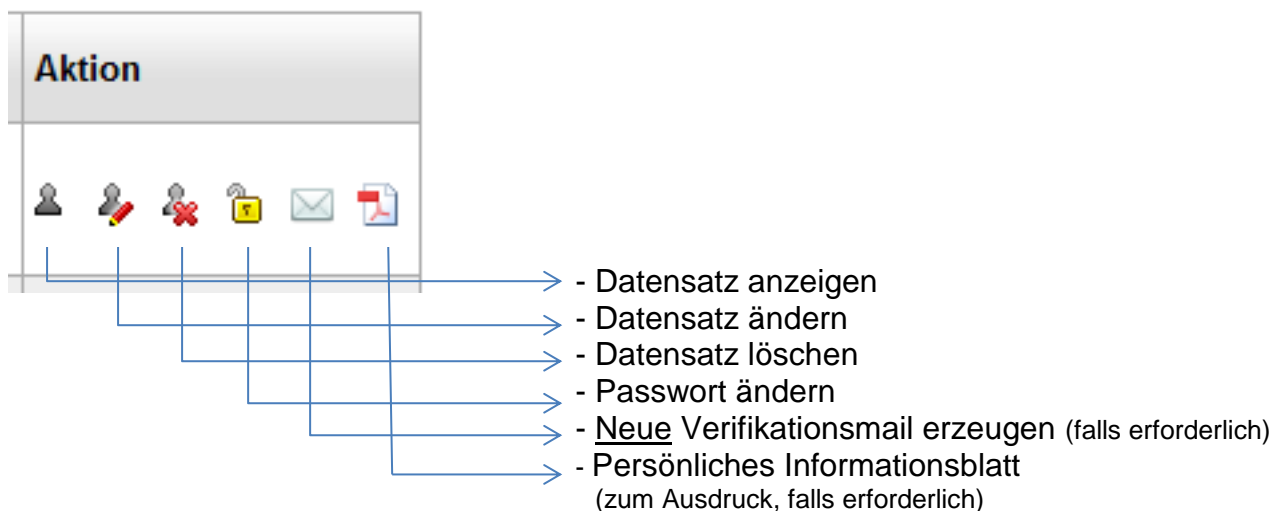 Aktion
- Datensatz anzeigen
- Datensatz ändern
- Datensatz löschen
- Passwort ändern
- Neue Verifikationsmail erzeugen (falls erforderlich)
- Persönliches Informationsblatt
(zum Ausdruck, falls erforderlich)